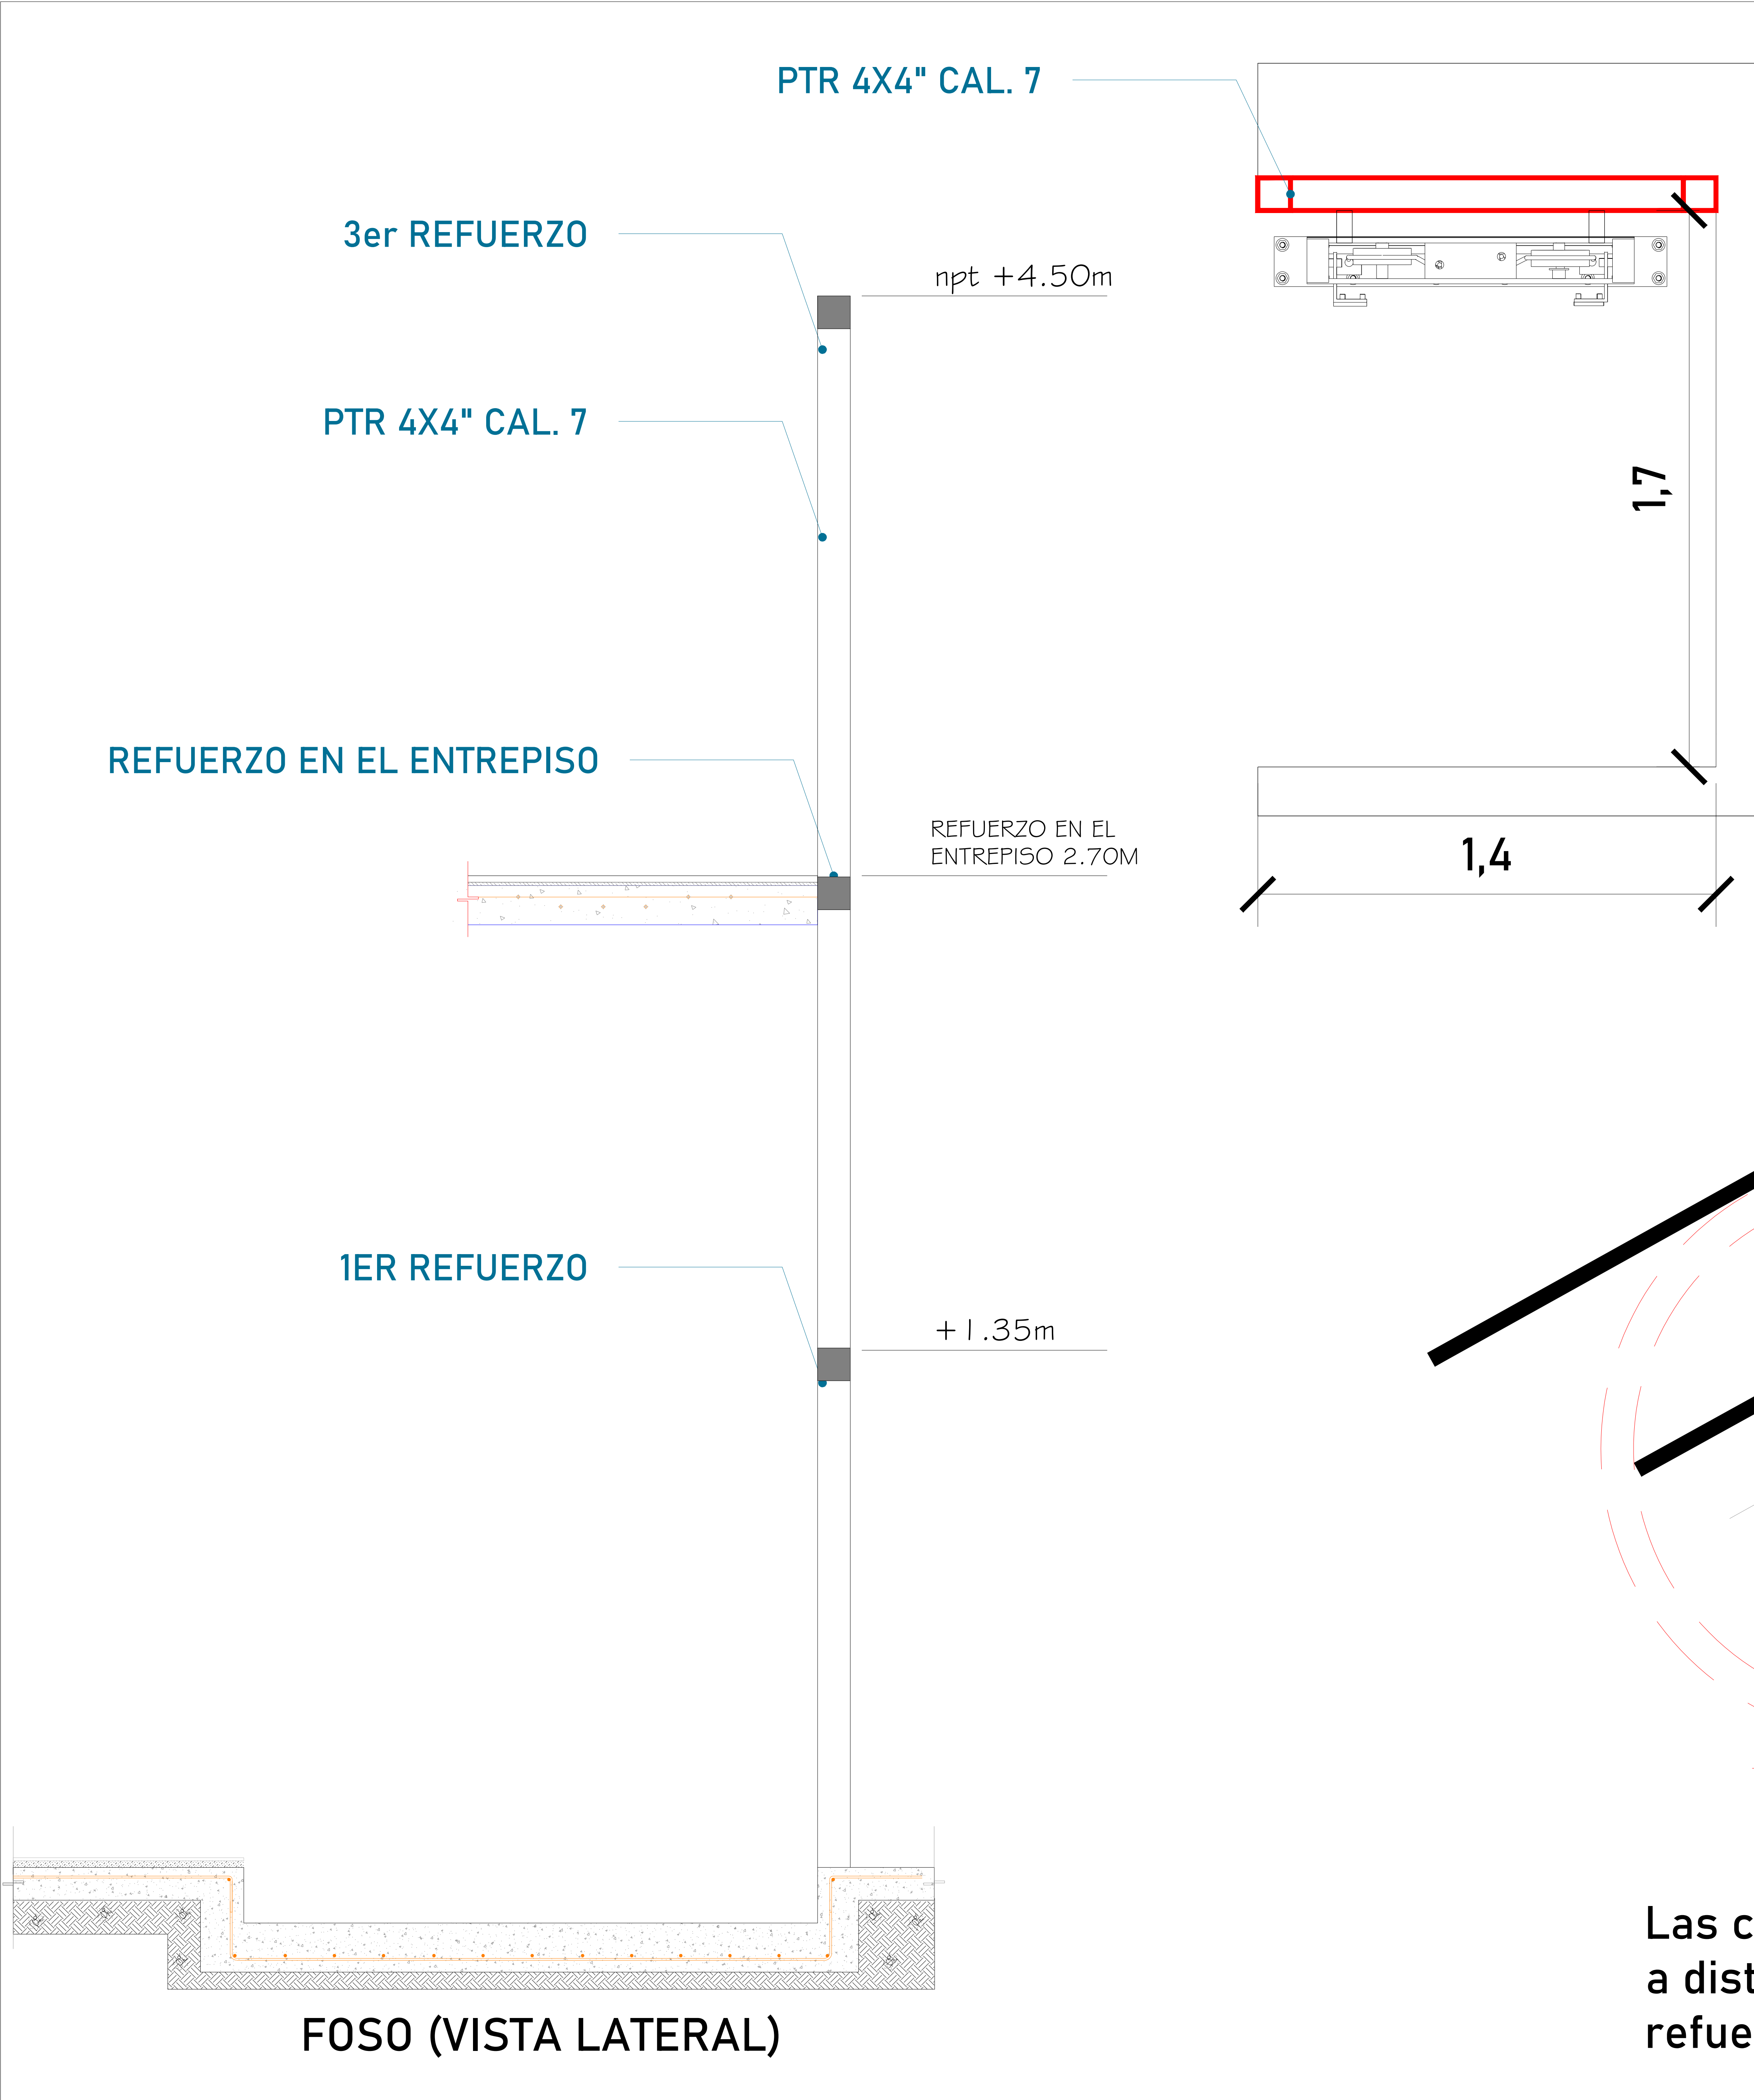 PTR 4X4" CAL. 7
3er REFUERZO
npt +4.50m
PTR 4X4" CAL. 7
1,7
REFUERZO EN EL ENTREPISO
REFUERZO EN EL
ENTREPISO 2.70M
1,4
1ER REFUERZO
+1.35m
Las c
a dist
refue
FOSO (VISTA LATERAL)